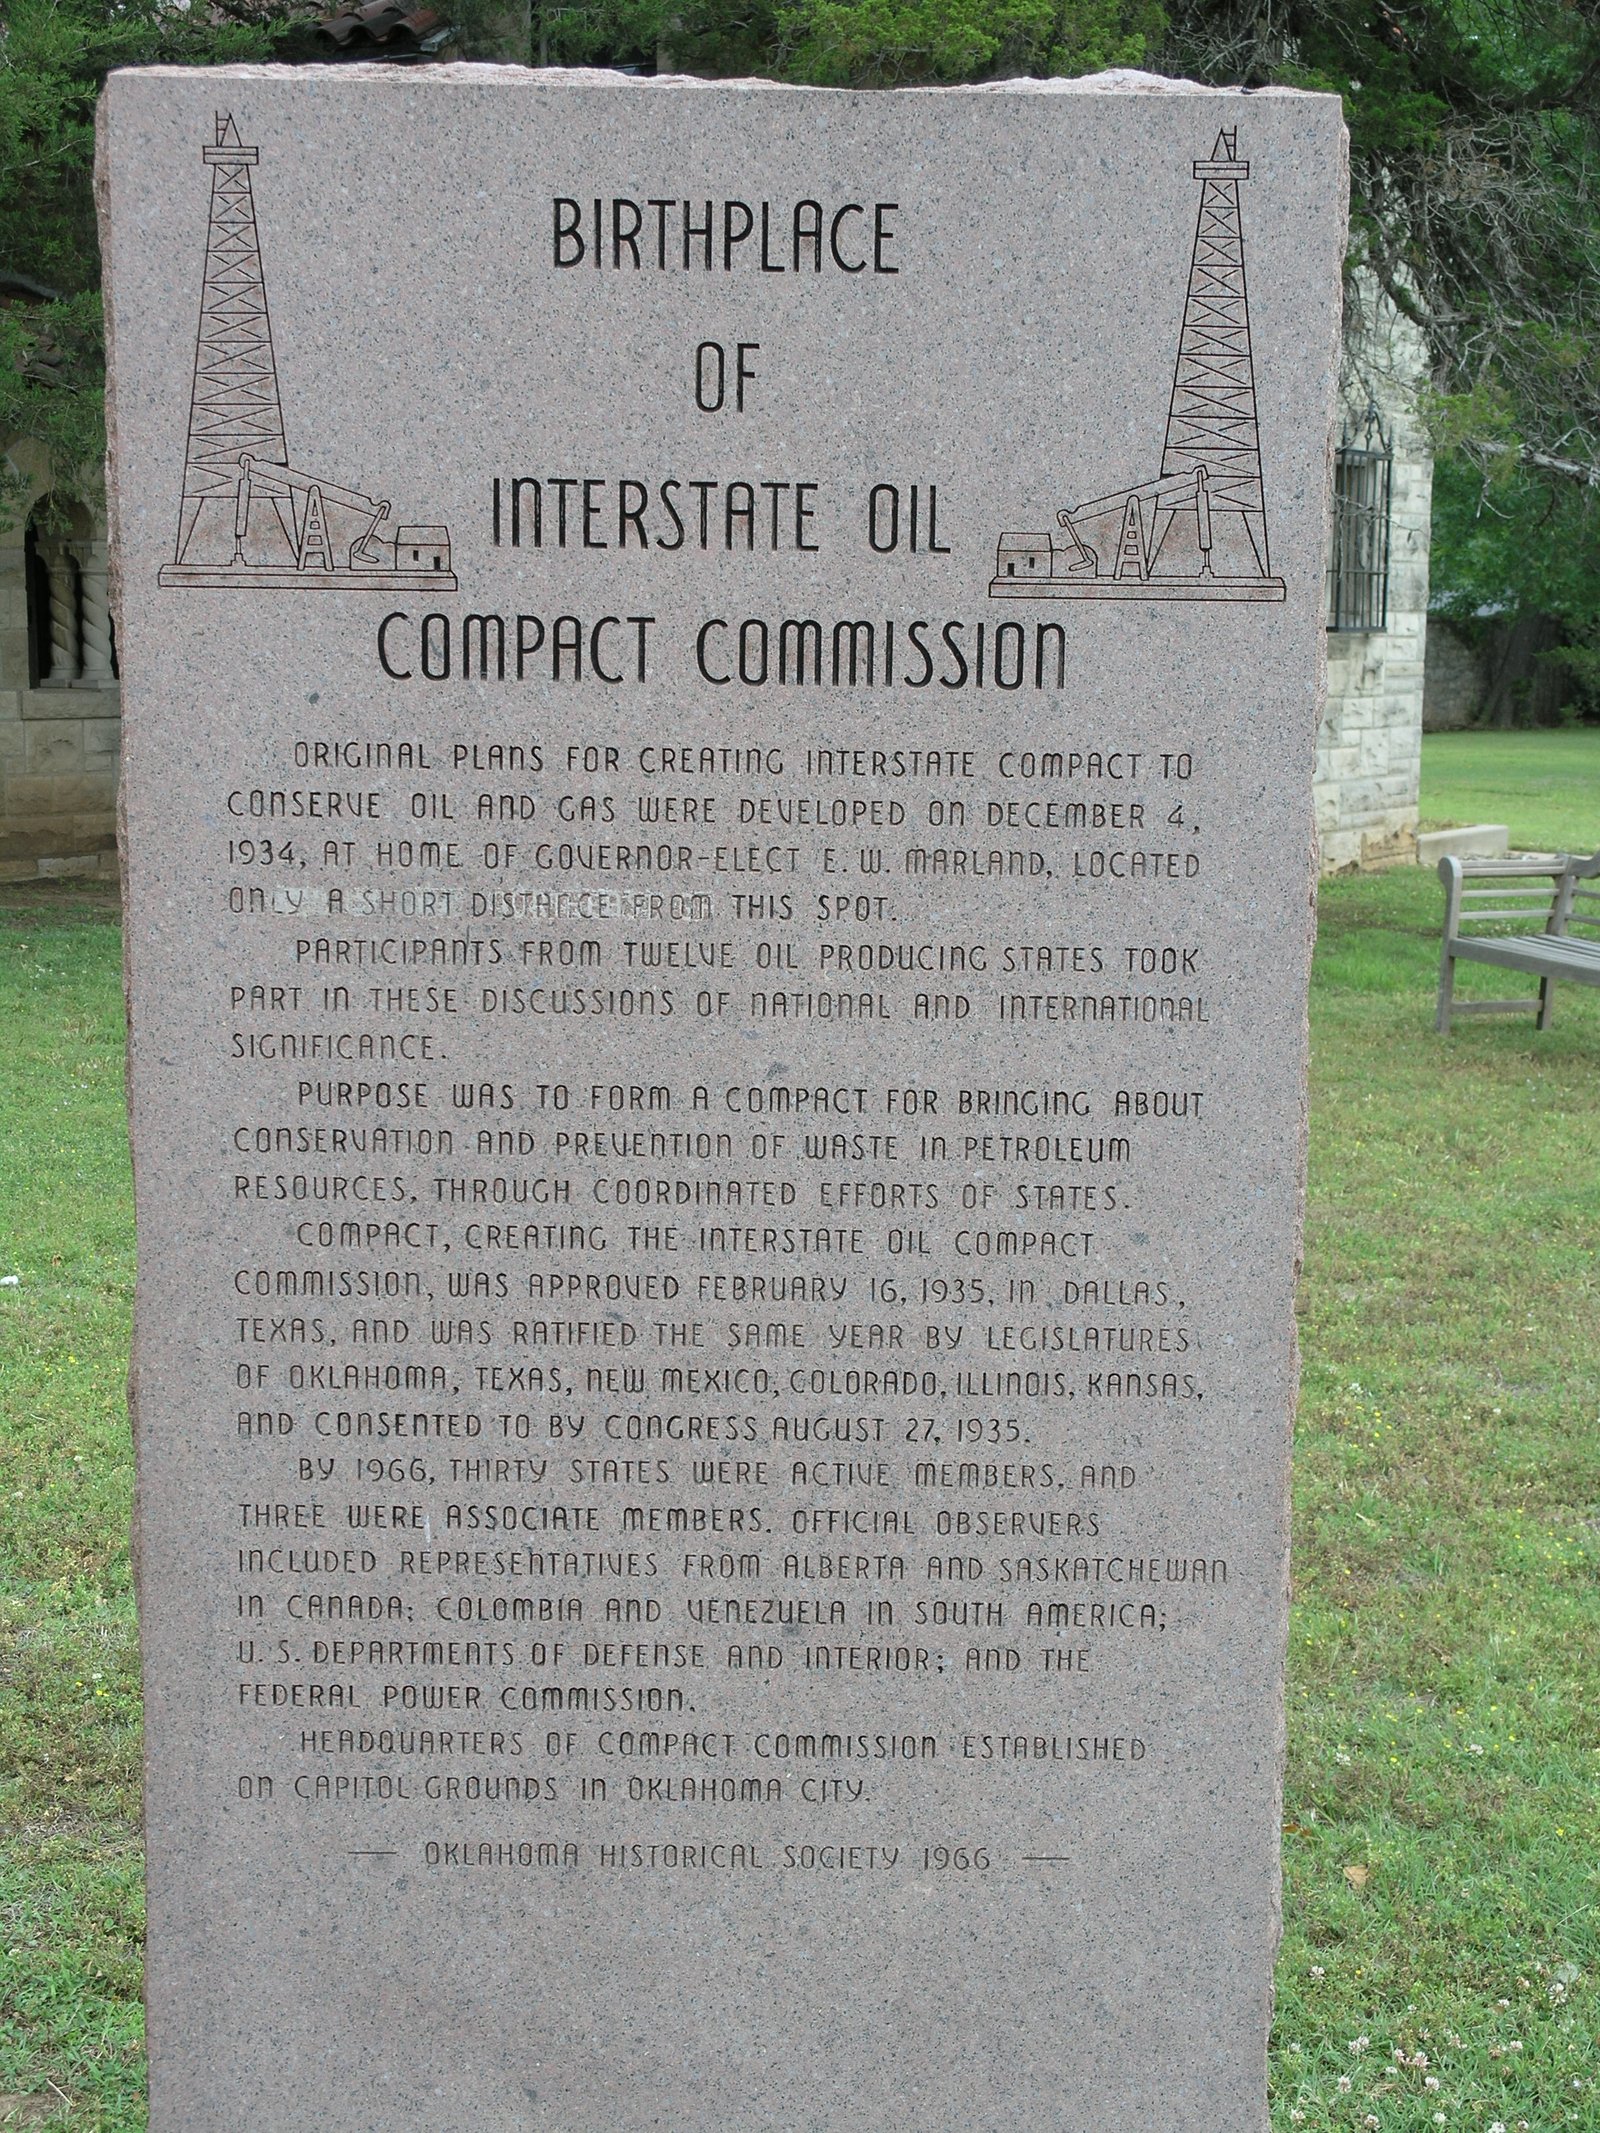 BIRTHPLACE
OF
INTERSTATE OIL
COMPACT COMMISSION
ORIGINAL PLANS FOR CREATING INTERSTATE COMPACT TO
CONSERVE OIL AND GAS WERE DEVELOPED ON DECEMBER 4,
1934, AT HOME OF GOVERNOR-ELECT E. W. MARLAND, LOCATED
ONLY A SHORT DISTANCE FROM THIS SPOT.
PARTICIPANTS FROM TWELVE OIL PRODUCING STATES TOOK
PART IN THESE DISCUSSIONS OF NATIONAL AND INTERNATIONAL
SIGNIFICANCE.
PURPOSE WAS TO FORM A COMPACT FOR BRINGING ABOUT
CONSERVATION AND PREVENTION OF WASTE IN PETROLEUM
RESOURCES, THROUGH COORDINATED EFFORTS OF STATES.
COMPACT, CREATING THE INTERSTATE OIL COMPACT
COMMISSION, WAS APPROVED FEBRUARY 16, 1935, IN DALLAS,
TEXAS, AND WAS RATIFIED THE SAME YEAR BY LEGISLATURES
OF OKLAHOMA, TEXAS, NEW MEXICO, COLORADO, ILLINOIS, KANSAS,
AND CONSENTED TO BY CONGRESS AUGUST 27, 1935.
BY 1966, THIRTY STATES WERE ACTIVE MEMBERS, AND
THREE WERE ASSOCIATE MEMBERS. OFFICIAL OBSERVERS
INCLUDED REPRESENTATIVES FROM ALBERTA AND SASKATCHEWAN
IN CANADA; COLOMBIA AND VENEZUELA IN SOUTH AMERICA;
U. S. DEPARTMENTS OF DEFENSE AND INTERIOR; AND THE
FEDERAL POWER COMMISSION.
HEADQUARTERS OF COMPACT COMMISSION ESTABLISHED
ON CAPITOL GROUNDS IN OKLAHOMA CITY.
— OKLAHOMA HISTORICAL SOCIETY 1966 —